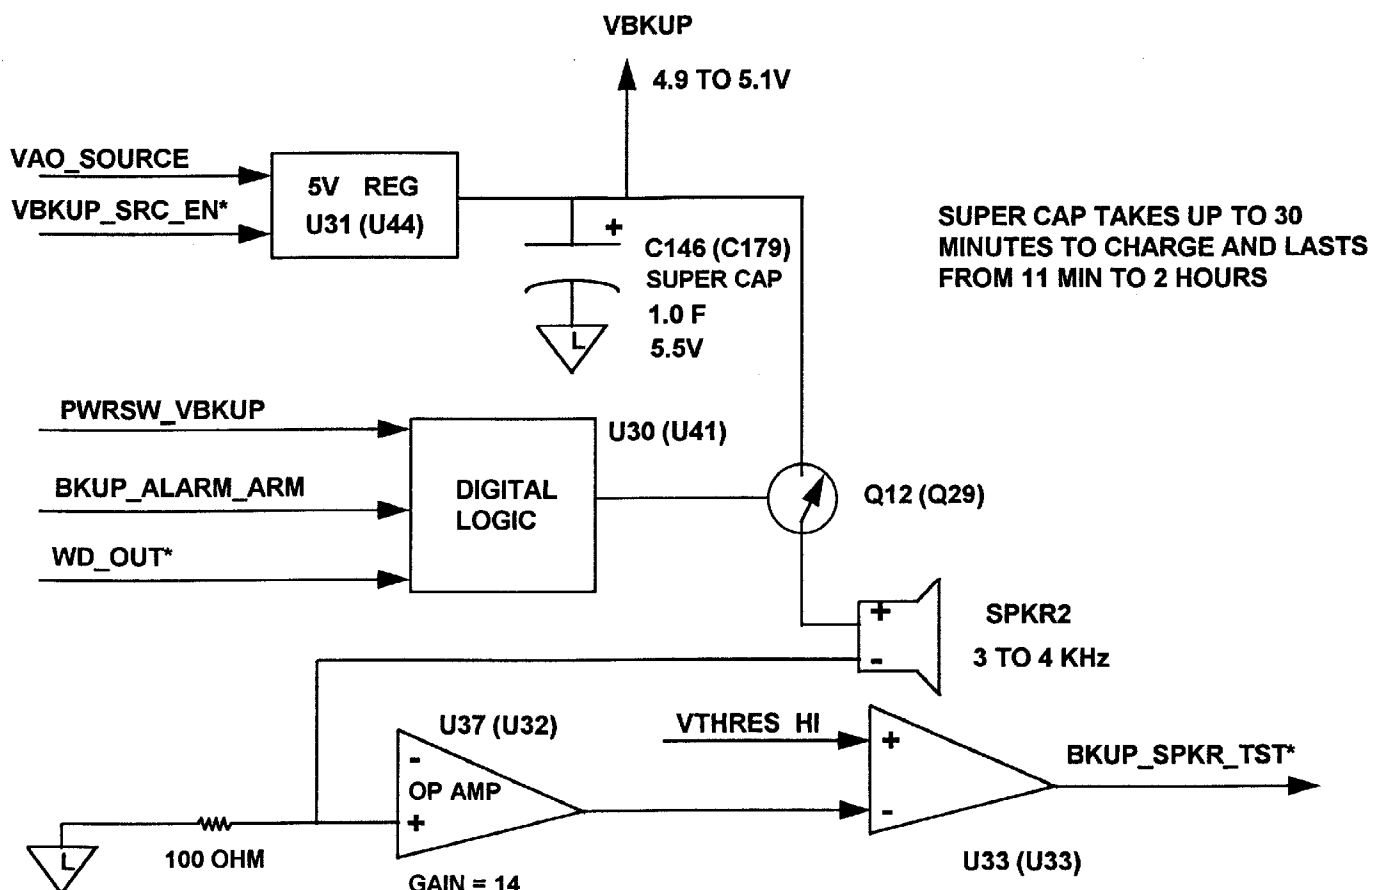 VBKUP
4.9 TO 5.1V
VAO_SOURCE
VBKUP_SRC_EN*
5V REG
U31 (U44)
+
C146 (C179)
SUPER CAP
1.0 F
5.5V
L
SUPER CAP TAKES UP TO 30
MINUTES TO CHARGE AND LASTS
FROM 11 MIN TO 2 HOURS
PWRSW_VBKUP
BKUP_ALARM_ARM
WD_OUT*
DIGITAL
LOGIC
U30 (U41)
Q12 (Q29)
+
-
SPKR2
3 TO 4 KHz
U37 (U32)
-
OP AMP
+
GAIN = 14
100 OHM
L
VTHRES_HI
+
-
BKUP_SPKR_TST*
U33 (U33)